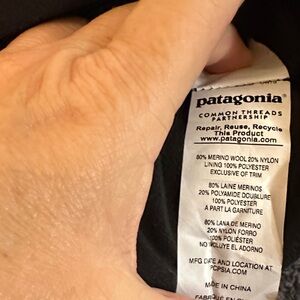 patagonia®
COMMON THREADS
PARTNERSHIP
Repair, Reuse, Recycle
This Product
www.patagonia.com
80% MERINO WOOL 20% NYLON
LINING 100% POLYESTER
EXCLUSIVE OF TRIM
80% LAINE MERINOS
20% POLYAMIDE DOUBLURE
100% POLYESTER
A PART LA GARNITURE
80% LANA DE MERINO
20% NYLON FORRO
100% POLIÉSTER
NO INCLUYE EL ADORNO
MFG DATE AND LOCATION AT
PCPSIA.COM
MADE IN CHINA